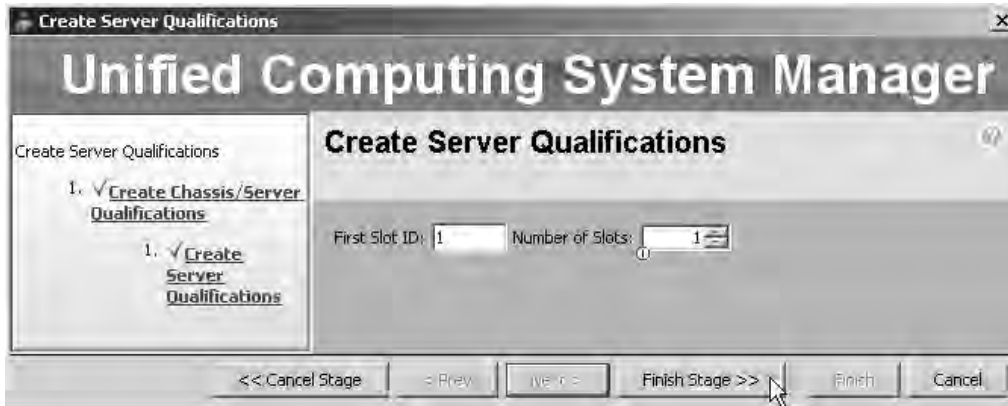 Create Server Qualifications
Unified Computing System Manager
Create Server Qualifications
1. √Create Chassis/Server
Qualifications
1. √Create
Server
Qualifications
Create Server Qualifications
First Slot ID: 1 Number of Slots: 1
<< Cancel Stage < Prev Finish Stage >> Finish Cancel